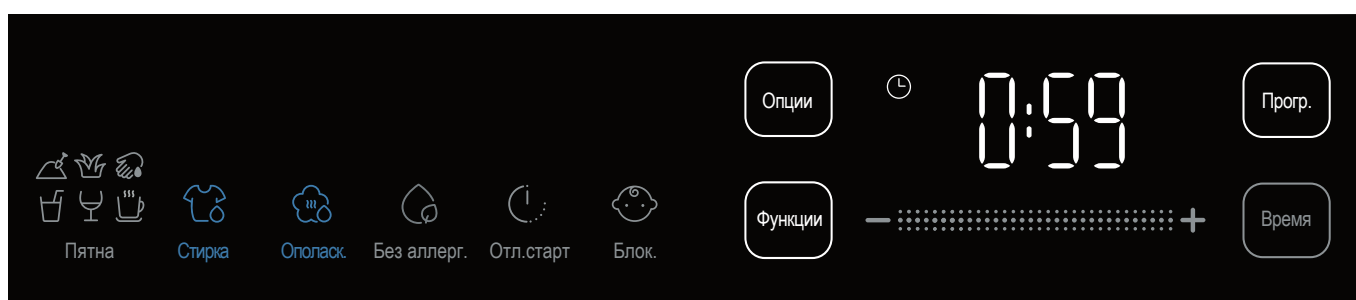 Опции
0:59
Прогр.
Функции
− +
Время
Пятна
Стирка
Ополаск.
Без аллерг.
Отл.старт
Блок.